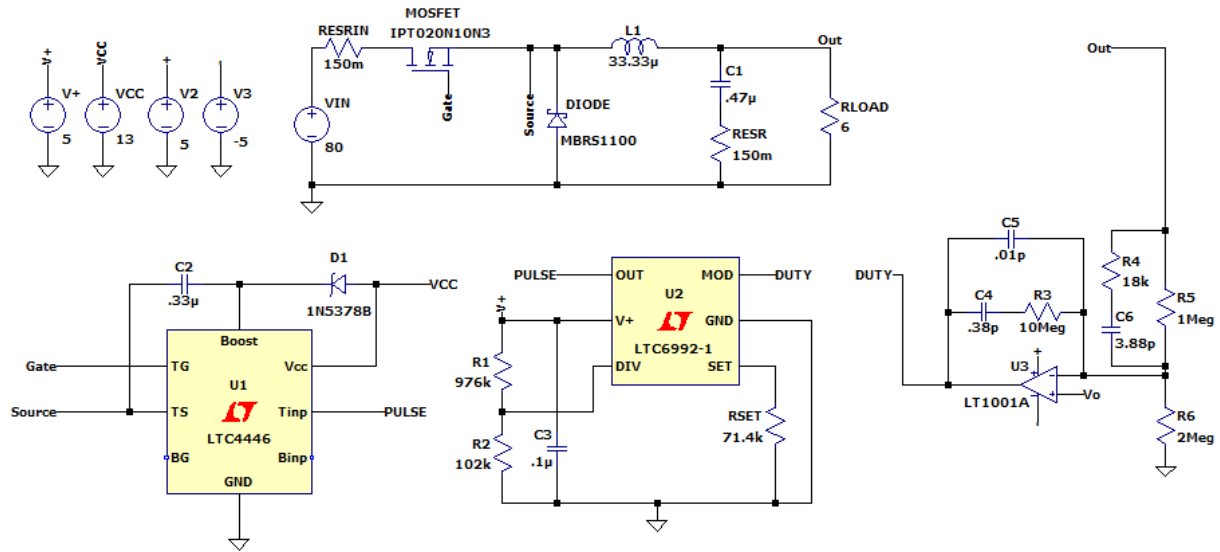 MOSFET
IPT020N10N3
RESRIN
150m
L1
33.33µ
Out
Out
V+
VCC
+
-
V+
5
VCC
13
V2
5
V3
-5
VIN
80
Gate
Source
DIODE
MBRS1100
C1
.47µ
RESR
150m
RLOAD
6
C2
.33µ
D1
1N5378B
VCC
Boost
Gate
TG
Vcc
U1
Source
TS
Tinp
PULSE
LTC4446
BG
Binp
GND
PULSE
OUT
MOD
DUTY
U2
V+
V+
GND
LTC6992-1
DIV
SET
R1
976k
R2
102k
C3
.1µ
RSET
71.4k
DUTY
C5
.01p
C4
.38p
R3
10Meg
R4
18k
C6
3.88p
R5
1Meg
U3
+
LT1001A
Vo
-
R6
2Meg